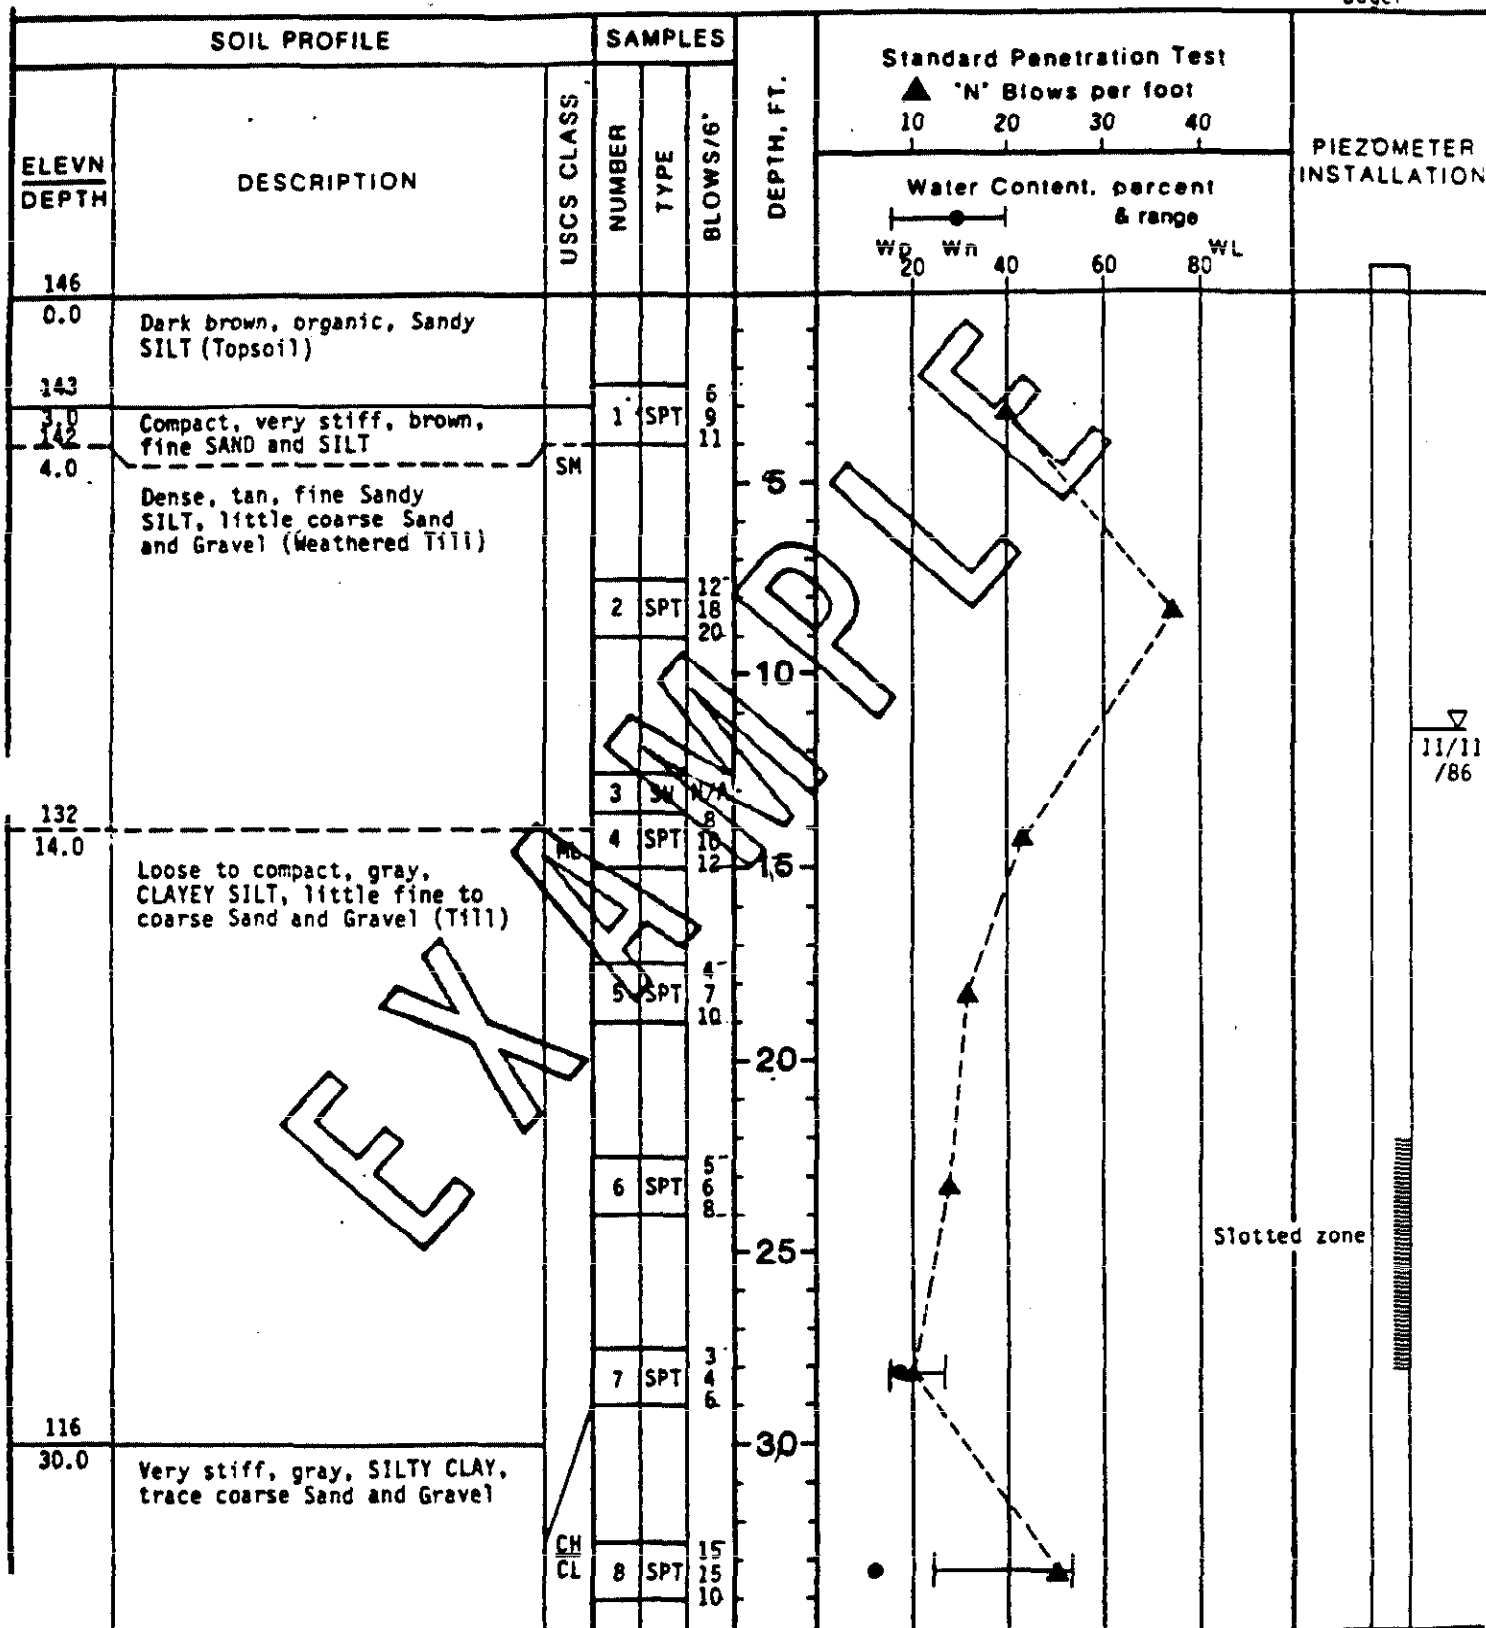 SOIL PROFILE
SAMPLES
ELEVN
DEPTH
DESCRIPTION
USCS CLASS
NUMBER
TYPE
BLOWS/6"
DEPTH, FT.
Standard Penetration Test
▲ "N" Blows per foot
10 20 30 40
Water Content, percent
& range
Wp Wn WL
20 40 60 80
PIEZOMETER
INSTALLATION
146
0.0
Dark brown, organic, Sandy
SILT (Topsoil)
143
3.0
Compact, very stiff, brown,
fine SAND and SILT
142
4.0
SM
Dense, tan, fine Sandy
SILT, little coarse Sand
and Gravel (Weathered Till)
132
14.0
ML
Loose to compact, gray,
CLAYEY SILT, little fine to
coarse Sand and Gravel (Till)
116
30.0
Very stiff, gray, SILTY CLAY,
trace coarse Sand and Gravel
CH
CL
1 SPT 6
9
11
2 SPT 12
18
20
3 SW N/A
4 SPT 8
10
12
5 SPT 4
7
10
6 SPT 5
6
8
7 SPT 3
4
6
8 SPT 15
15
10
5
10
15
20
25
30
11/11
/86
Slotted zone
EXAMPLE